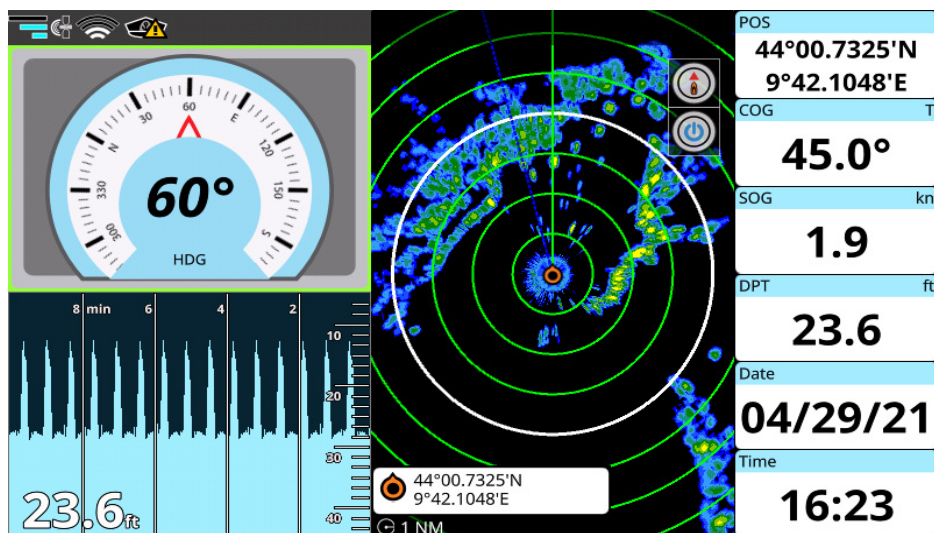 300
330
N
30
60
E
120
150
S
60°
HDG
8 min 6 4 2
10
20
30
40
23.6 ft
44°00.7325'N
9°42.1048'E
1 NM
POS
44°00.7325'N
9°42.1048'E
COG T
45.0°
SOG kn
1.9
DPT ft
23.6
Date
04/29/21
Time
16:23